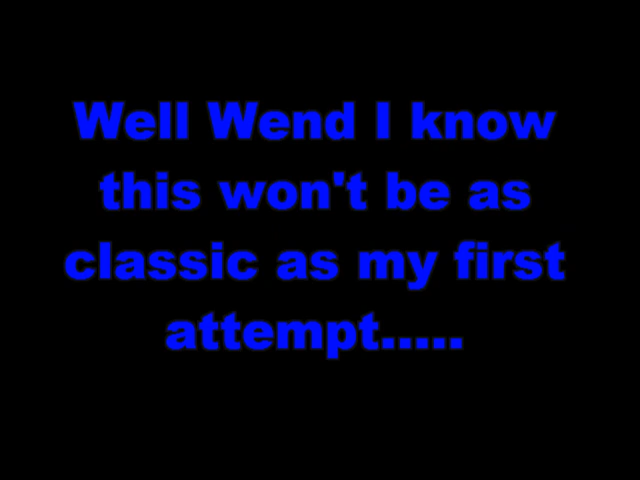 Well Wend I know
this won't be as
classic as my first
attempt.....